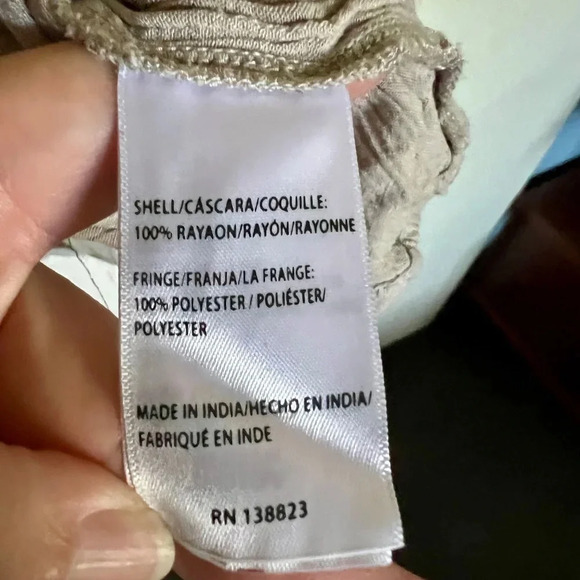 SHELL/CÁSCARA/COQUILLE:
100% RAYAON/RAYÓN/RAYONNE
FRINGE/FRANJA/LA FRANGE:
100% POLYESTER / POLIÉSTER/
POLYESTER
MADE IN INDIA/HECHO EN INDIA/
FABRIQUÉ EN INDE
RN 138823